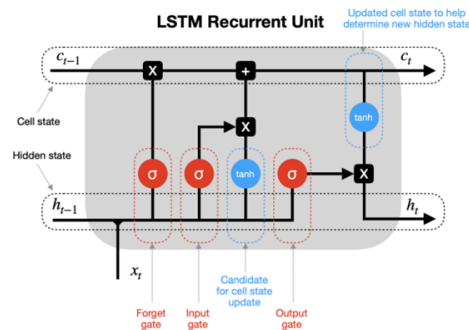 LSTM Recurrent Unit
Updated cell state to help
determine new hidden state
c_{t-1}
c_t
X
+
Cell state
X
tanh
Hidden state
σ
σ
tanh
σ
X
h_{t-1}
h_t
x_t
Forget
gate
Input
gate
Candidate
for cell state
update
Output
gate